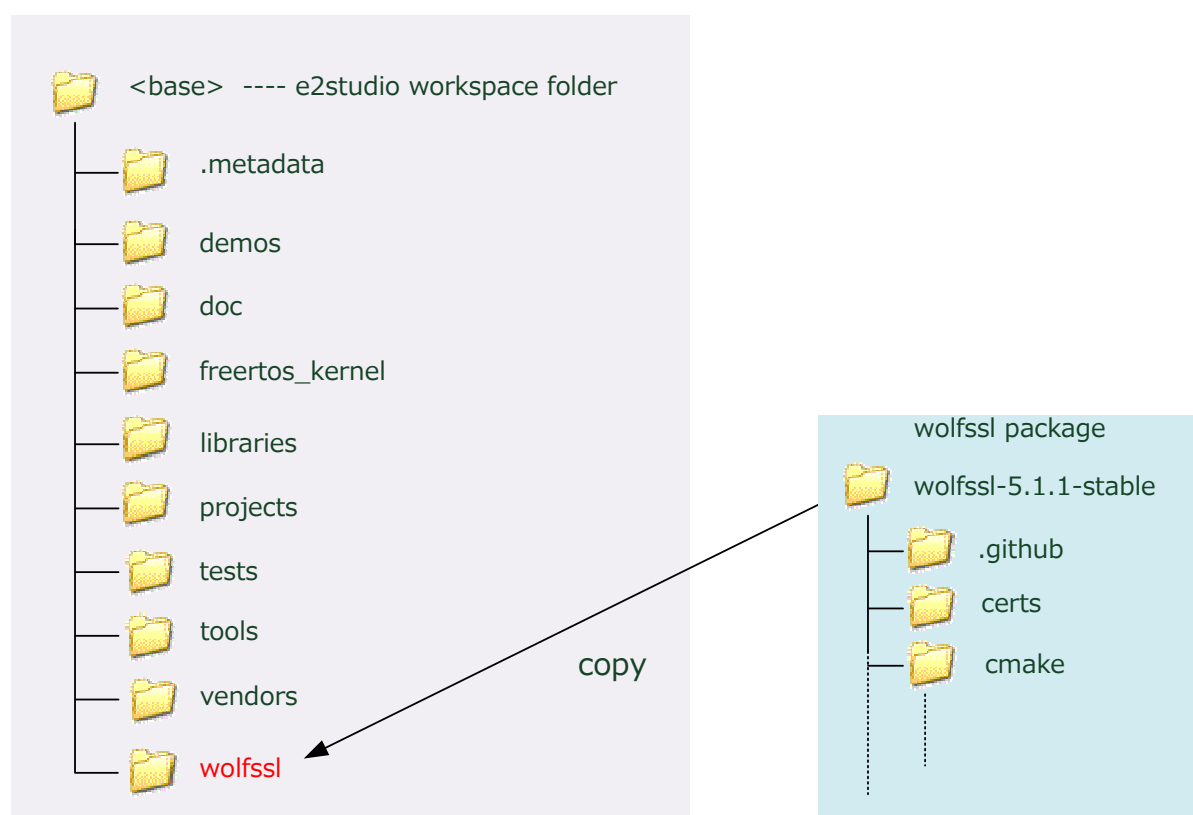 <base> ---- e2studio workspace folder
.metadata
demos
doc
freertos_kernel
libraries
projects
tests
tools
vendors
wolfssl
copy
wolfssl package
wolfssl-5.1.1-stable
.github
certs
cmake